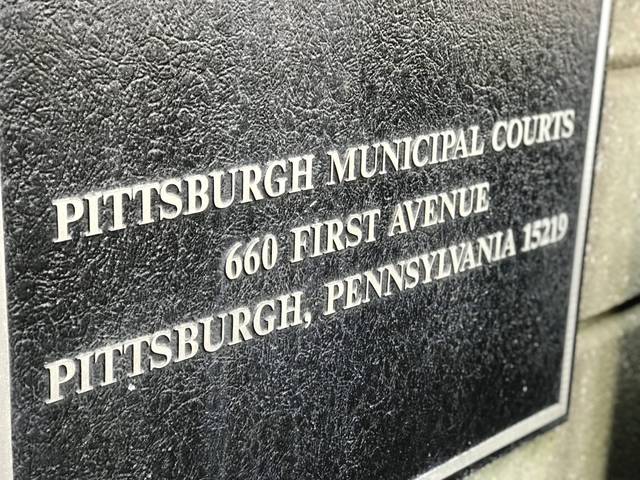 PITTSBURGH MUNICIPAL COURTS
660 FIRST AVENUE
PITTSBURGH, PENNSYLVANIA 15219